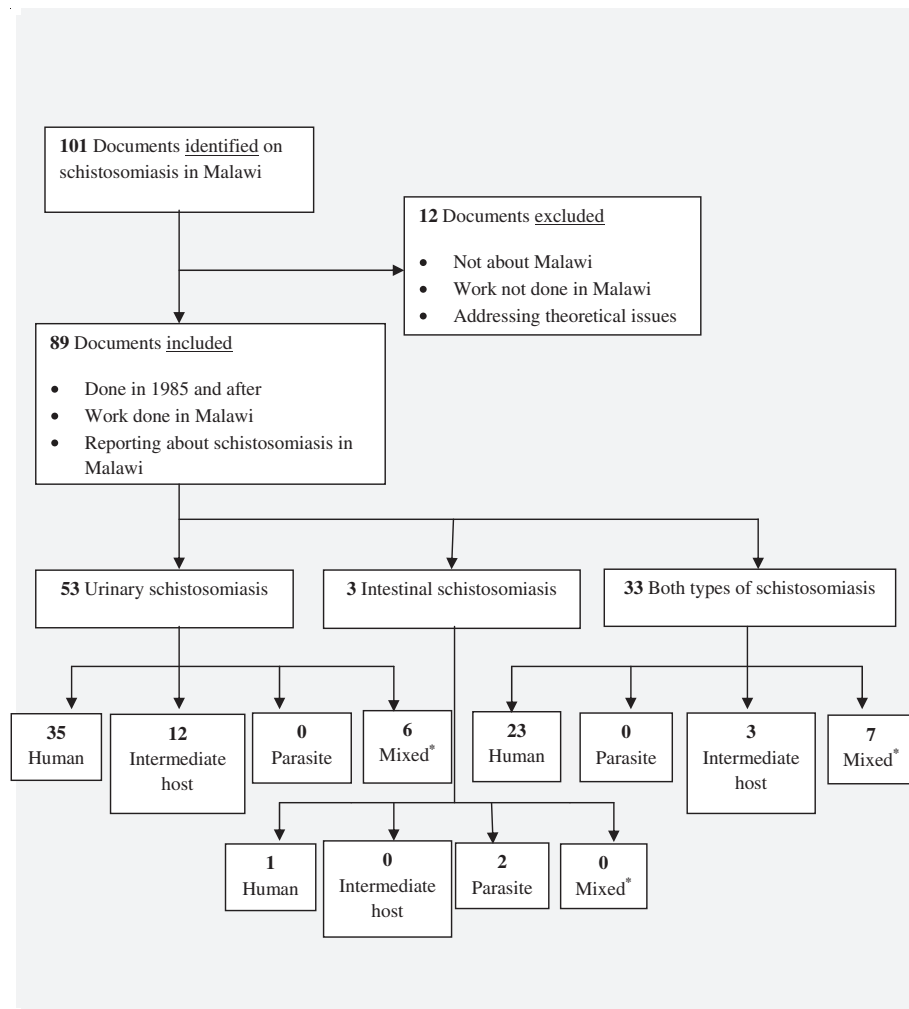 101 Documents identified on
schistosomiasis in Malawi
12 Documents excluded
• Not about Malawi
• Work not done in Malawi
• Addressing theoretical issues
89 Documents included
• Done in 1985 and after
• Work done in Malawi
• Reporting about schistosomiasis in
Malawi
53 Urinary schistosomiasis
3 Intestinal schistosomiasis
33 Both types of schistosomiasis
35
Human
12
Intermediate
host
0
Parasite
6
Mixed*
23
Human
0
Parasite
3
Intermediate
host
7
Mixed*
1
Human
0
Intermediate
host
2
Parasite
0
Mixed*